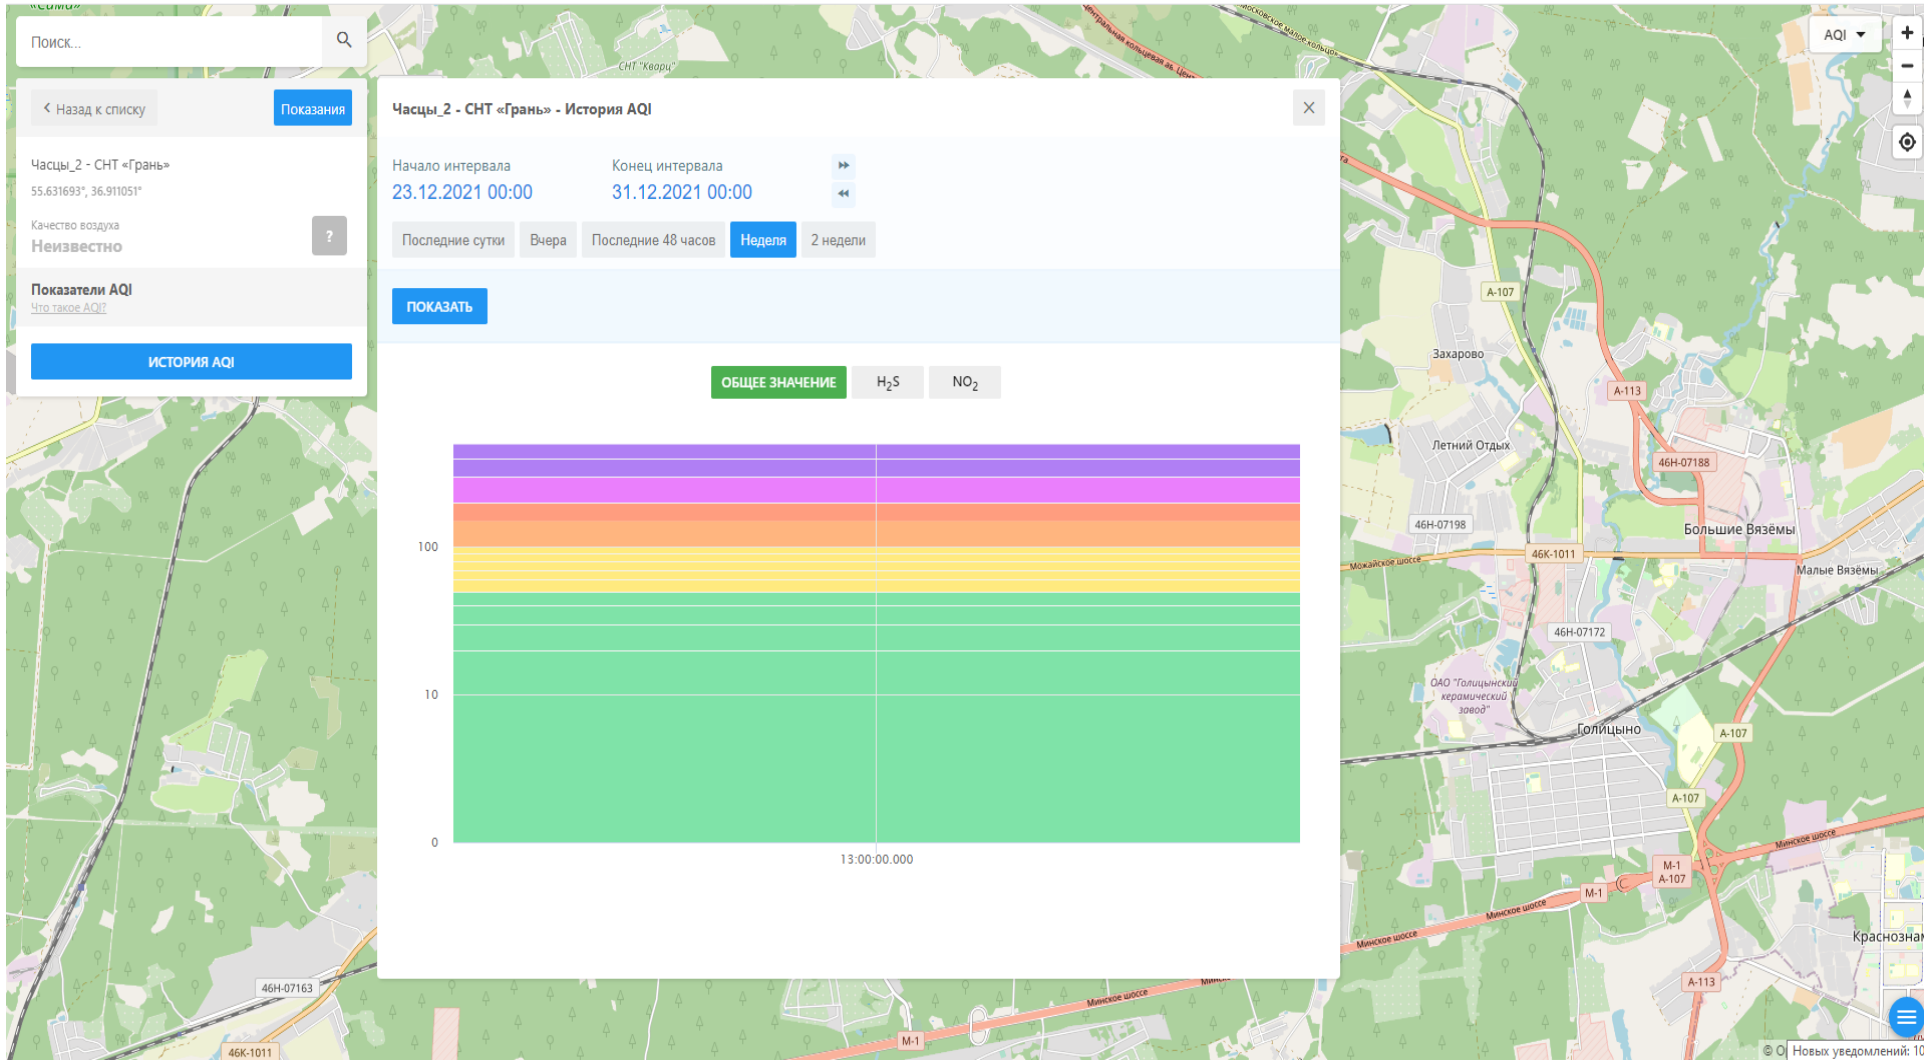 Поиск...
AQI
Назад к списку
Показания
Часцы_2 - СНТ «Грань»
55.631693°, 36.911051°
Качество воздуха
Неизвестно
?
Показатели AQI
Что такое AQI?
ИСТОРИЯ AQI
Часцы_2 - СНТ «Грань» - История AQI
Начало интервала
Конец интервала
23.12.2021 00:00
31.12.2021 00:00
Последние сутки
Вчера
Последние 48 часов
Неделя
2 недели
ПОКАЗАТЬ
ОБЩЕЕ ЗНАЧЕНИЕ
H₂S
NO₂
100
10
0
13:00:00.000
СНТ "Кварц"
А-107
Захарово
А-113
Летний Отдых
46Н-07188
46Н-07198
Большие Вязёмы
46К-1011
Можайское шоссе
Малые Вязёмы
46Н-07172
ОАО "Голицынский
керамический
завод"
Голицыно
А-107
А-107
Минское шоссе
М-1
А-107
М-1
Минское шоссе
Минское шоссе
Краснознам
А-113
46Н-07163
Минское шоссе
М-1
46К-1011
Новых уведомлений: 10